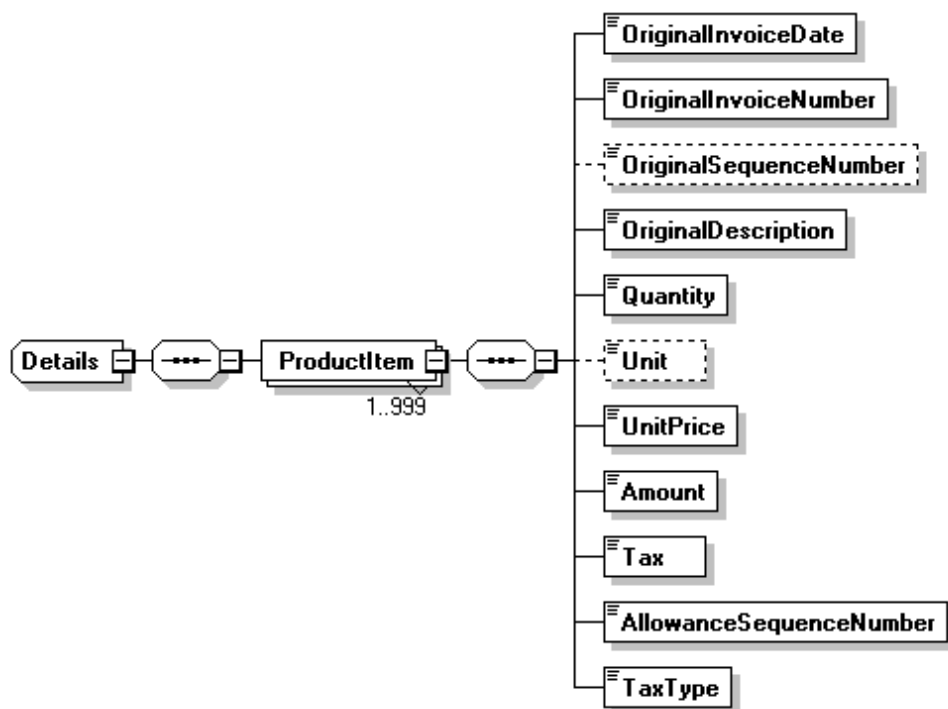 OriginalInvoiceDate
OriginalInvoiceNumber
OriginalSequenceNumber
OriginalDescription
Quantity
Details
ProductItem
1..999
Unit
UnitPrice
Amount
Tax
AllowanceSequenceNumber
TaxType